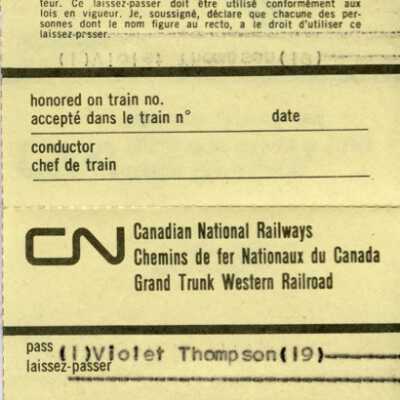 teur. Ce laissez-passer doit être utilisé conformément aux
lois en vigueur. Je, soussigné, déclare que chacune des per-
sonnes dont le nom figure au recto, a le droit d'utiliser ce
laissez-passer.
honored on train no.
accepté dans le train n° date
conductor
chef de train
CN Canadian National Railways
Chemins de fer Nationaux du Canada
Grand Trunk Western Railroad
pass (1)Violet Thompson(19)
laissez-passer